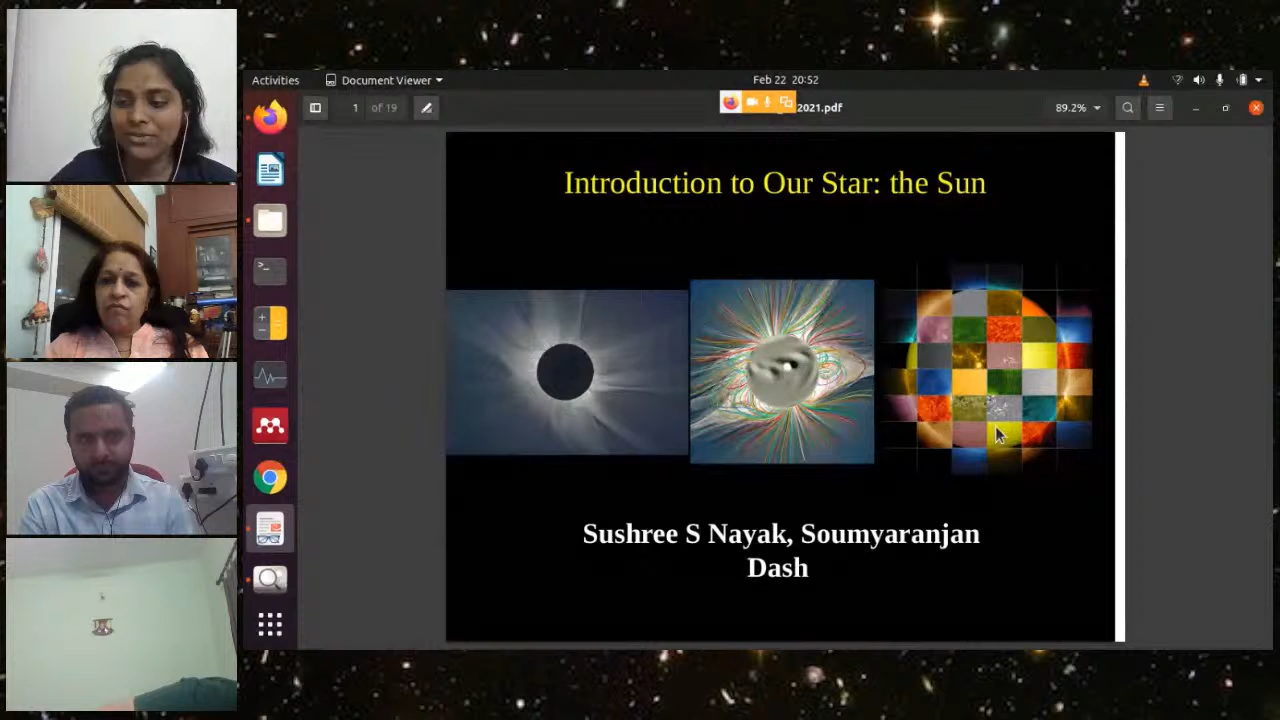 Activities
Document Viewer
Feb 22 20:52
1 of 19
2021.pdf
89.2%
Introduction to Our Star: the Sun
Sushree S Nayak, Soumyaranjan
Dash